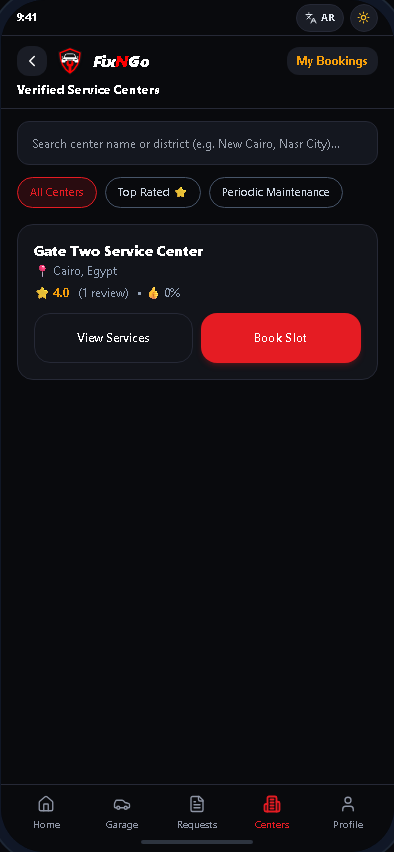 9:41
AR
FixNGo
My Bookings
Verified Service Centers
Search center name or district (e.g. New Cairo, Nasr City)...
All Centers
Top Rated ⭐
Periodic Maintenance
Gate Two Service Center
📍 Cairo, Egypt
⭐ 4.0 (1 review) • 👍 0%
View Services
Book Slot
Home
Garage
Requests
Centers
Profile